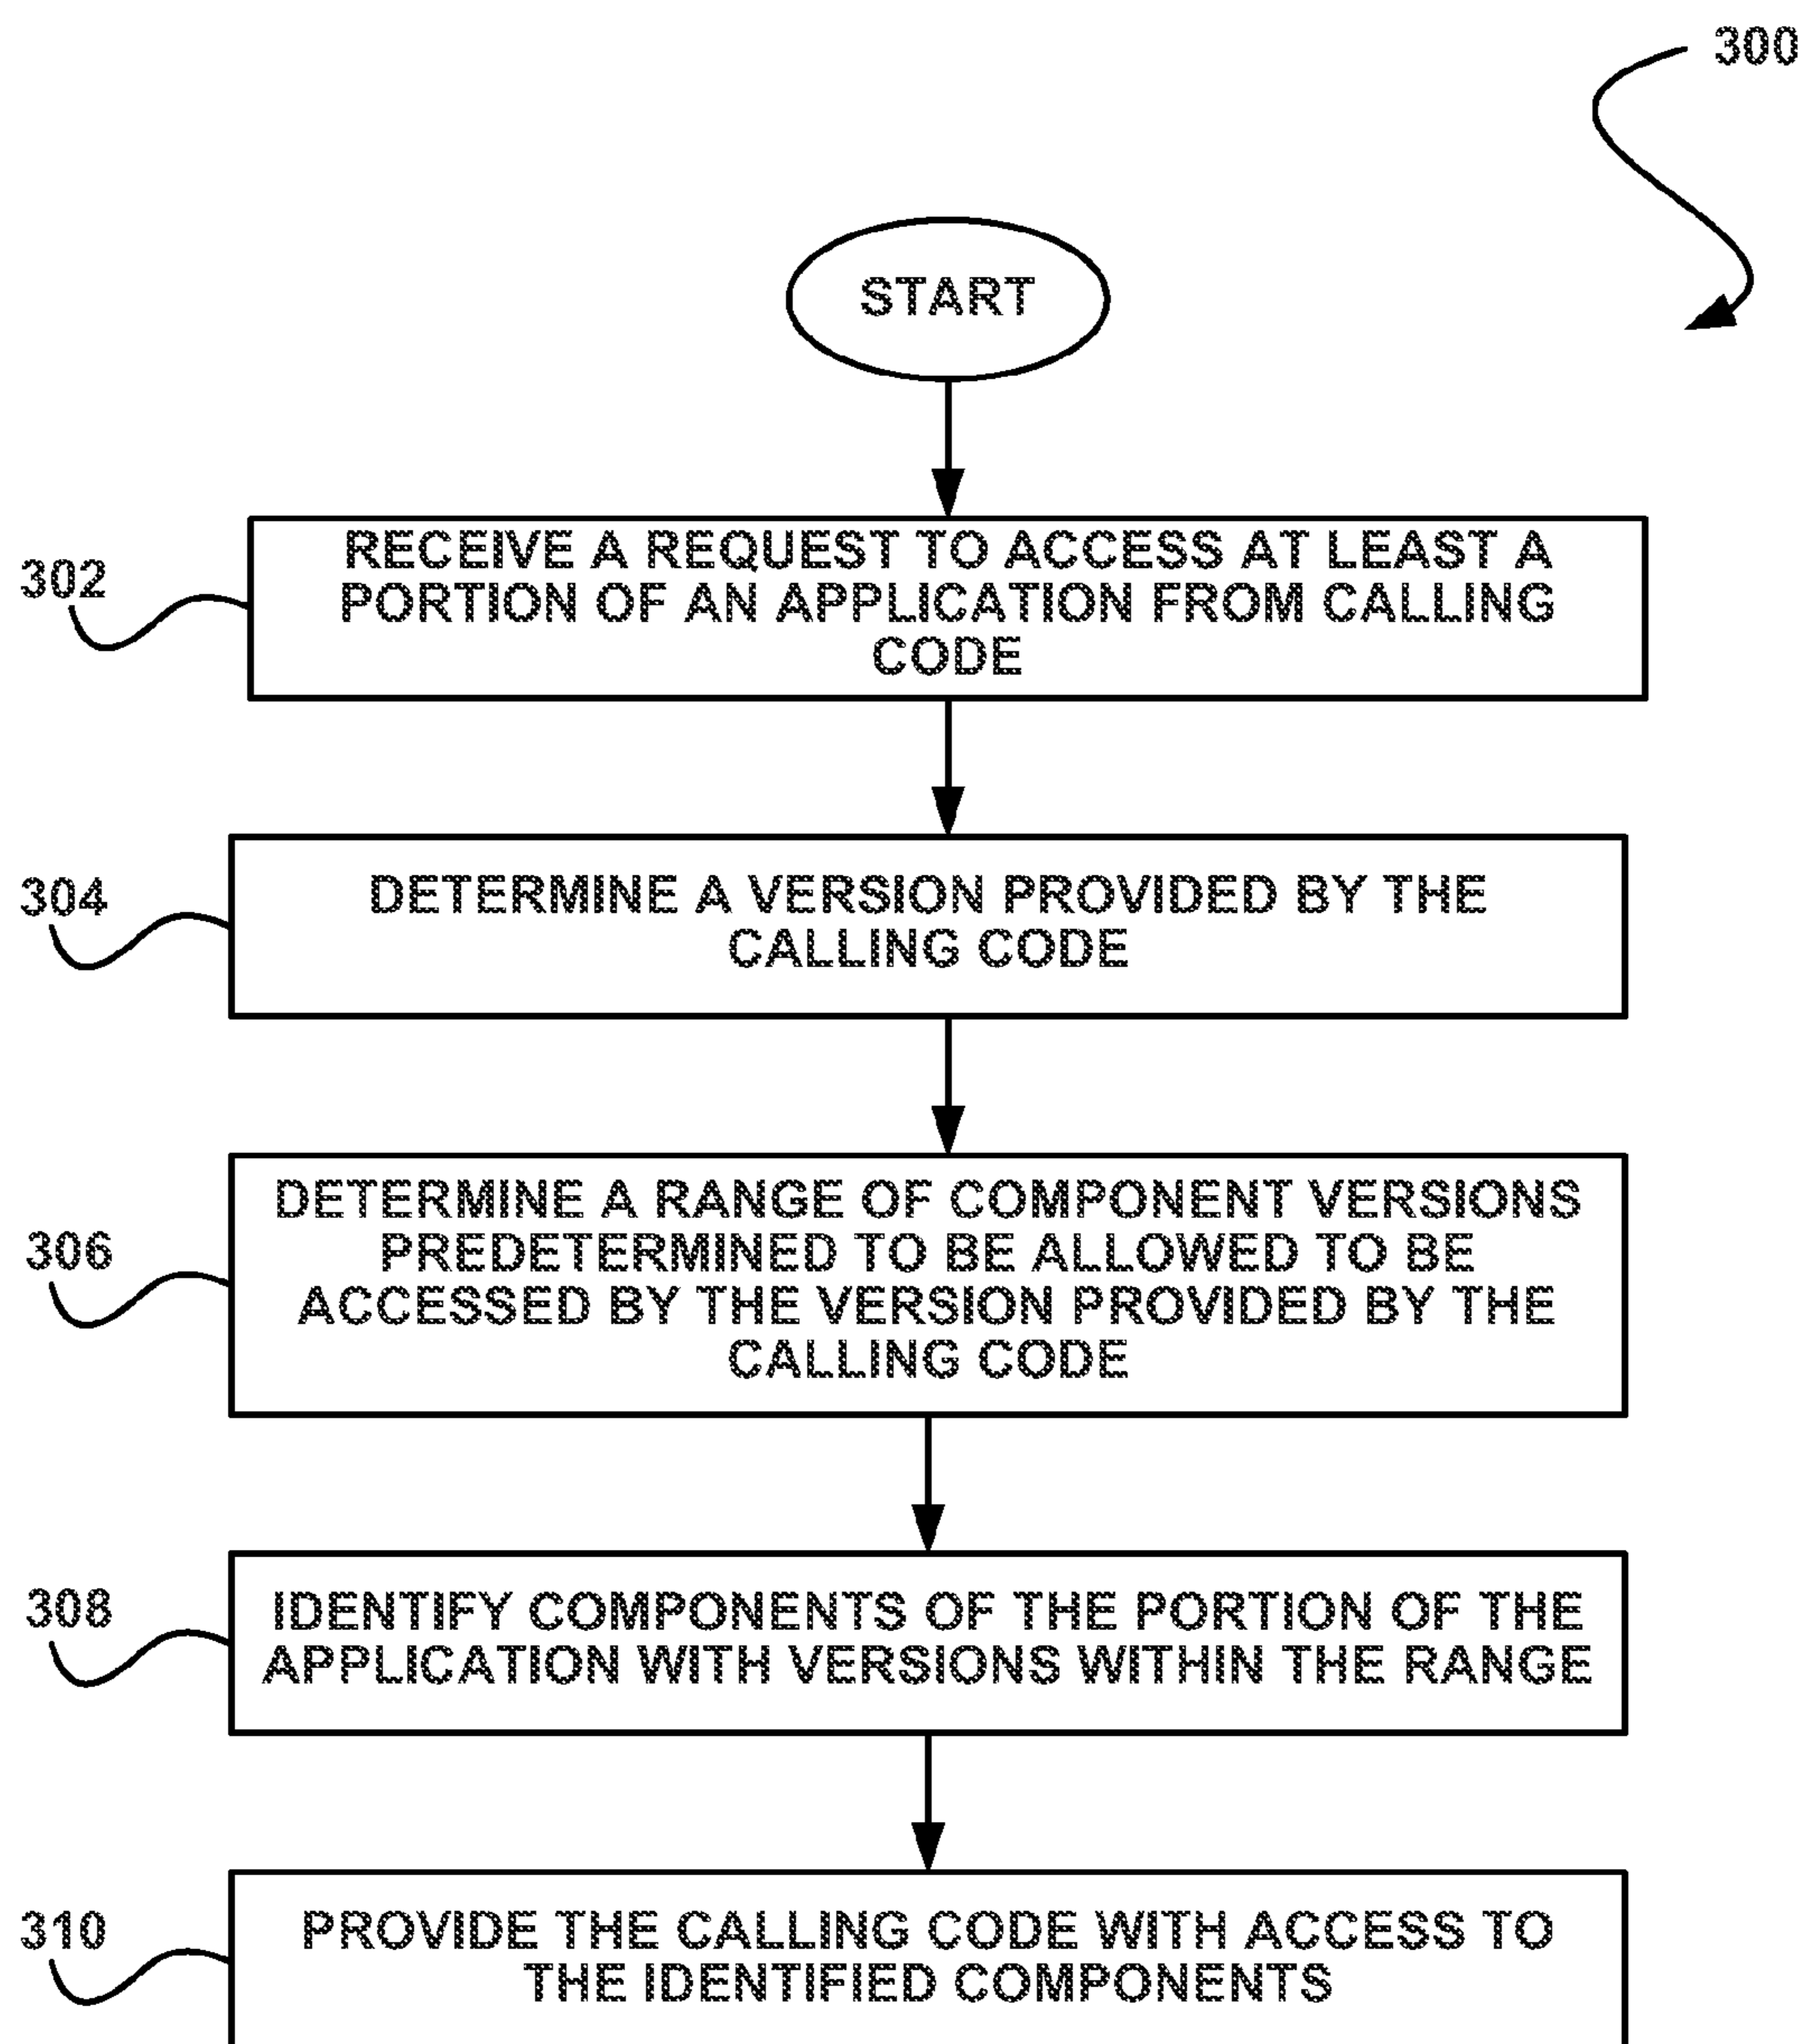 300
START
302
RECEIVE A REQUEST TO ACCESS AT LEAST A
PORTION OF AN APPLICATION FROM CALLING
CODE
304
DETERMINE A VERSION PROVIDED BY THE
CALLING CODE
306
DETERMINE A RANGE OF COMPONENT VERSIONS
PREDETERMINED TO BE ALLOWED TO BE
ACCESSED BY THE VERSION PROVIDED BY THE
CALLING CODE
308
IDENTIFY COMPONENTS OF THE PORTION OF THE
APPLICATION WITH VERSIONS WITHIN THE RANGE
310
PROVIDE THE CALLING CODE WITH ACCESS TO
THE IDENTIFIED COMPONENTS